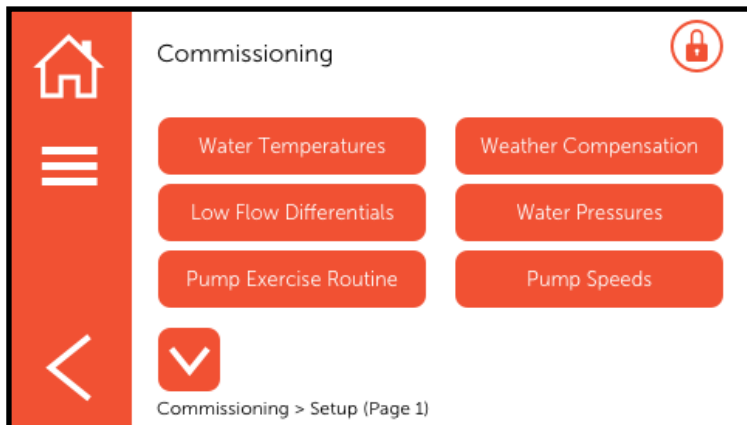 Commissioning
Water Temperatures
Weather Compensation
Low Flow Differentials
Water Pressures
Pump Exercise Routine
Pump Speeds
Commissioning > Setup (Page 1)